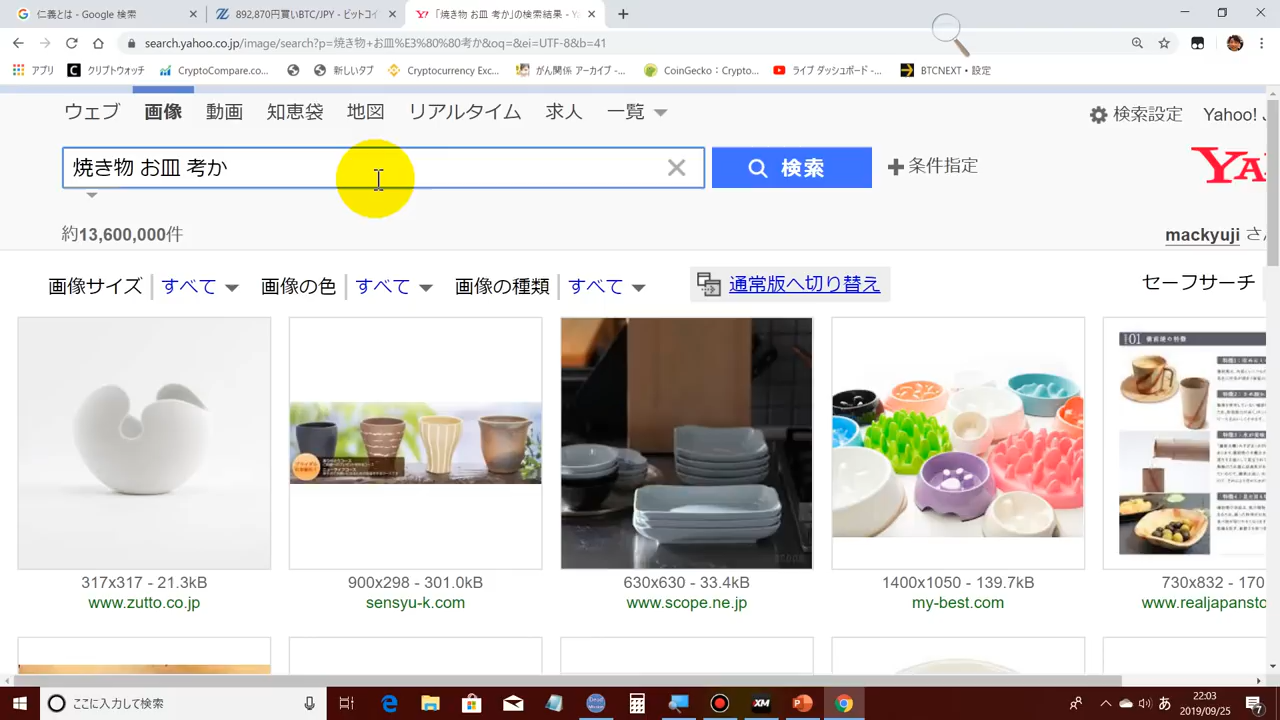 仁義とは - Google 検索
892,870円買いBTC/JPY - ビットコイ
「焼き物 お皿 考か」の検索結果 - Y
search.yahoo.co.jp/image/search?p=焼き物+お皿%E3%80%80考か&oq=&ei=UTF-8&b=41
アプリ クリプトウォッチ CryptoCompare.co... 新しいタブ Cryptocurrency Exc... がん関係 アーカイブ -... CoinGecko：Crypto... ライブ ダッシュボード -... BTCNEXT・設定
ウェブ 画像 動画 知恵袋 地図 リアルタイム 求人 一覧
検索設定 Yahoo! J
焼き物 お皿 考か
検索
条件指定
YA
約13,600,000件
mackyuji さん
画像サイズ すべて 画像の色 すべて 画像の種類 すべて
通常版へ切り替え
セーフサーチ
317x317 - 21.3kB
www.zutto.co.jp
900x298 - 301.0kB
sensyu-k.com
630x630 - 33.4kB
www.scope.ne.jp
1400x1050 - 139.7kB
my-best.com
730x832 - 170
www.realjapansto
ここに入力して検索
XM
あ
22:03
2019/09/25
7